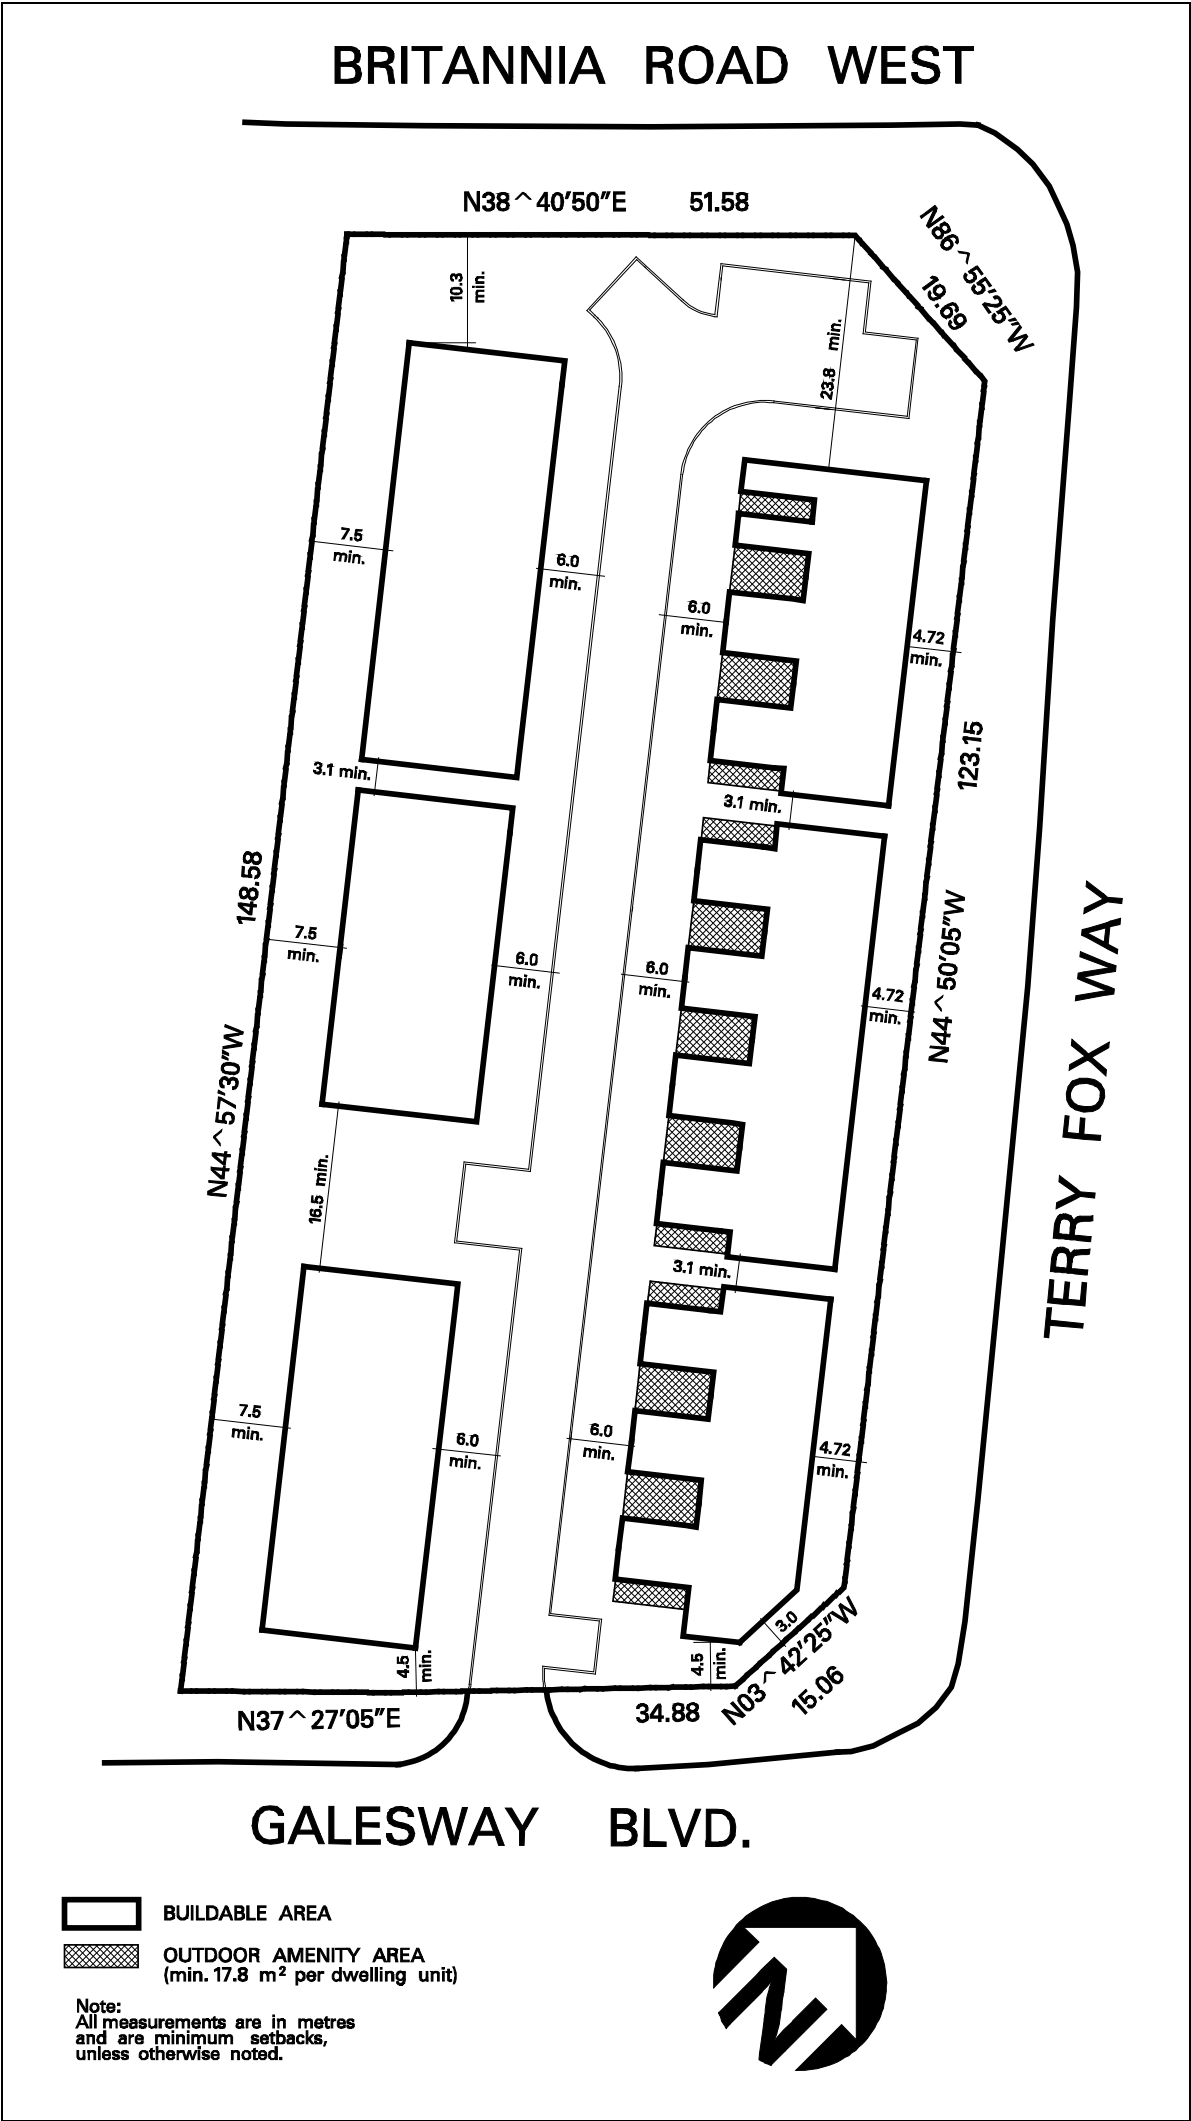 BRITANNIA ROAD WEST
N38^40'50"E 51.58
N86^55'25"W
19.69
10.3
min.
23.8 min.
7.5
min.
6.0
min.
6.0
min.
4.72
min.
3.1 min.
3.1 min.
123.15
N44^50'05"W
148.58
N44^57'30"W
7.5
min.
6.0
min.
6.0
min.
4.72
min.
TERRY FOX WAY
16.5 min.
3.1 min.
7.5
min.
6.0
min.
6.0
min.
4.72
min.
3.0
4.5
min.
4.5
min.
N03^42'25"W
15.06
N37^27'05"E
34.88
GALESWAY BLVD.
BUILDABLE AREA
OUTDOOR AMENITY AREA
(min. 17.8 m² per dwelling unit)
Note:
All measurements are in metres
and are minimum setbacks,
unless otherwise noted.
N